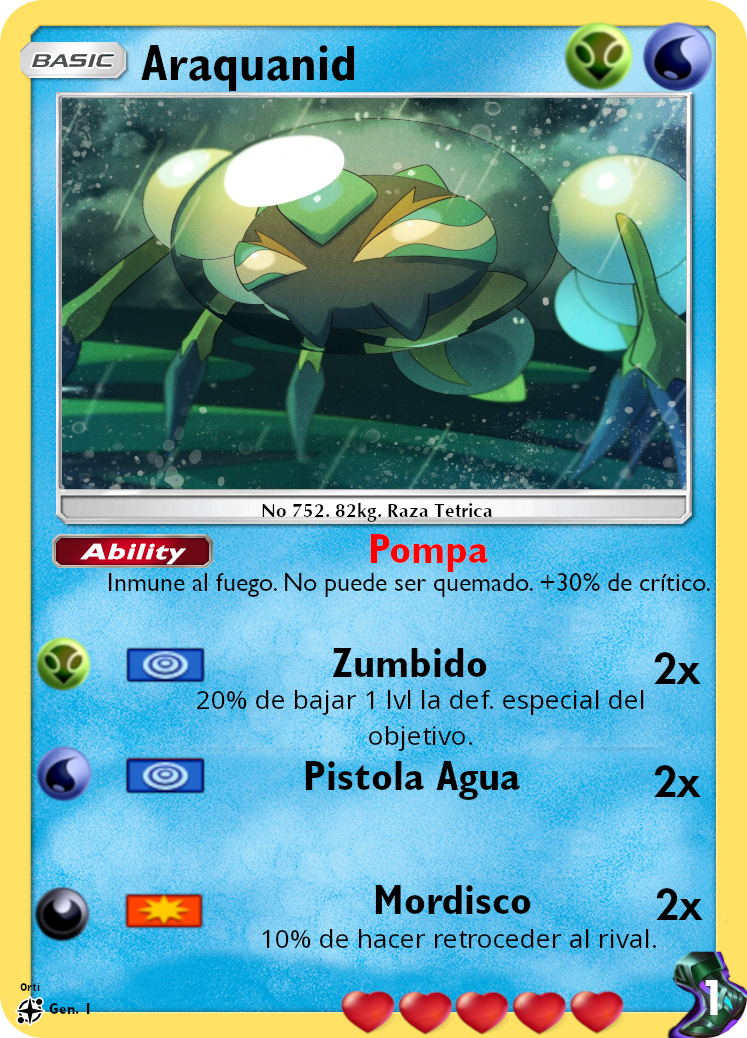 BASIC
Araquanid
No 752. 82kg. Raza Tetrica
Ability
Pompa
Inmune al fuego. No puede ser quemado. +30% de crítico.
Zumbido 2x
20% de bajar 1 lvl la def. especial del
objetivo.
Pistola Agua 2x
Mordisco 2x
10% de hacer retroceder al rival.
Orti
Gen. 1
1